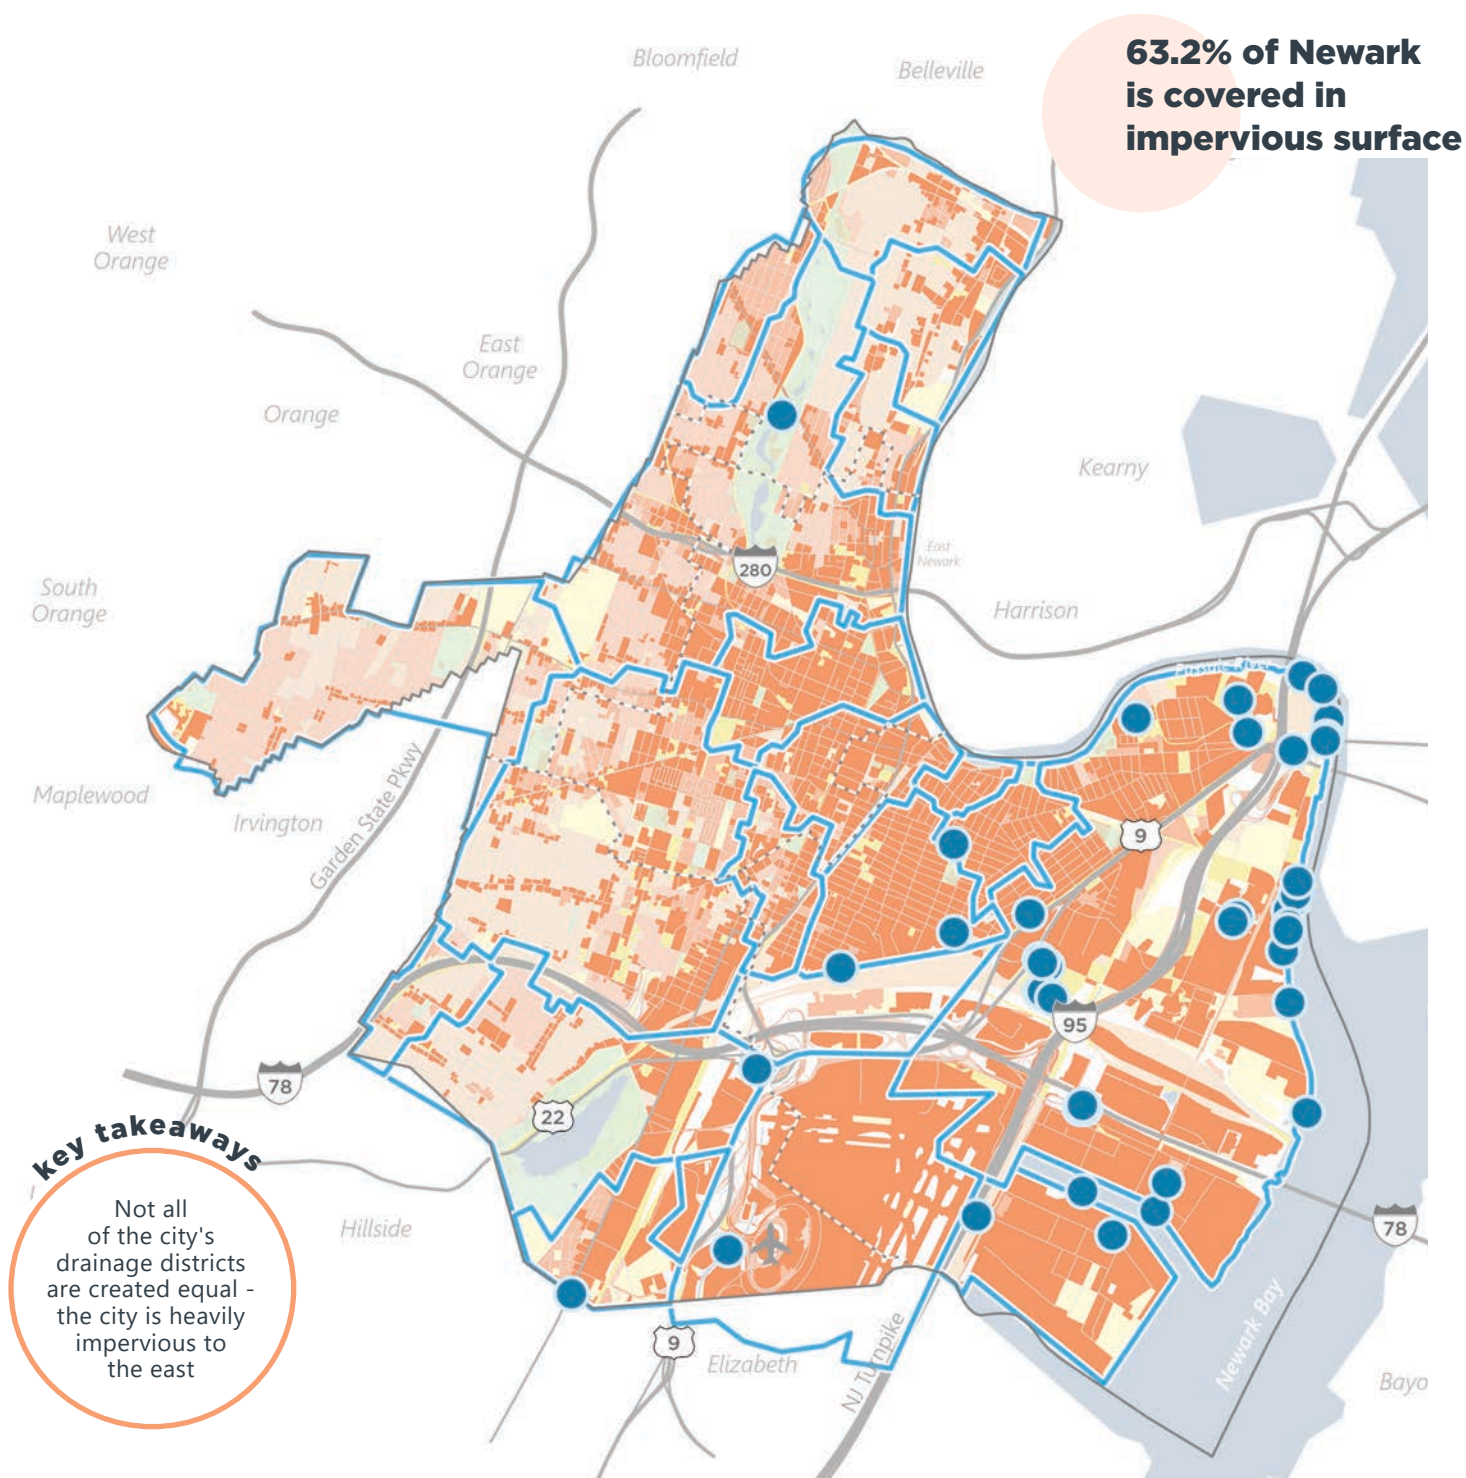 63.2% of Newark
is covered in
impervious surface
Bloomfield
Belleville
West
Orange
East
Orange
Orange
Kearny
East
Newark
280
South
Orange
Harrison
Passaic River
Maplewood
Irvington
Garden State Pkwy
9
95
78
22
key takeaways
Not all
of the city's
drainage districts
are created equal -
the city is heavily
impervious to
the east
Hillside
78
Newark Bay
9
Elizabeth
NJ Turnpike
Bayo